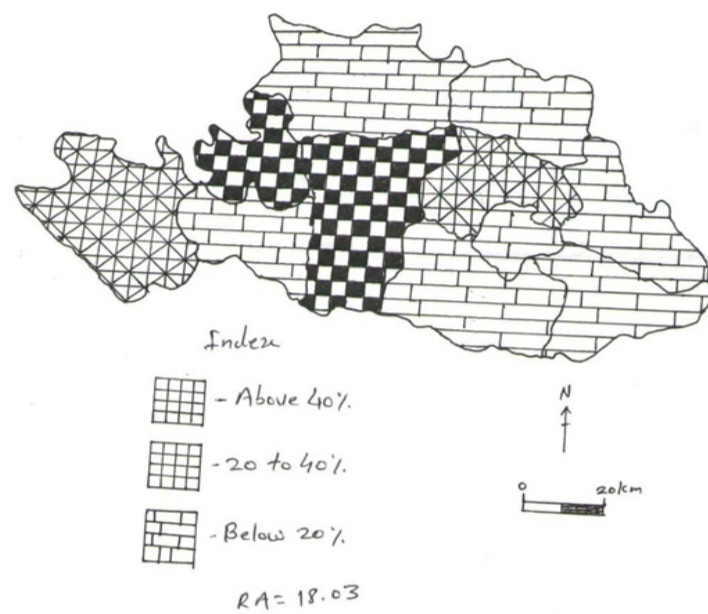 Index
- Above 40%.
- 20 to 40%.
- Below 20%.
RA = 18.03
N
0 20km